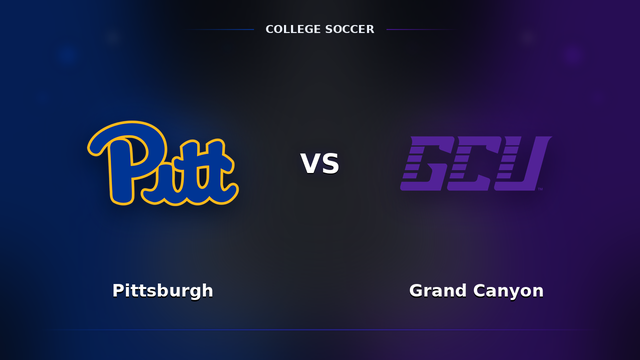 COLLEGE SOCCER
Pitt
VS
GCU
Pittsburgh
Grand Canyon